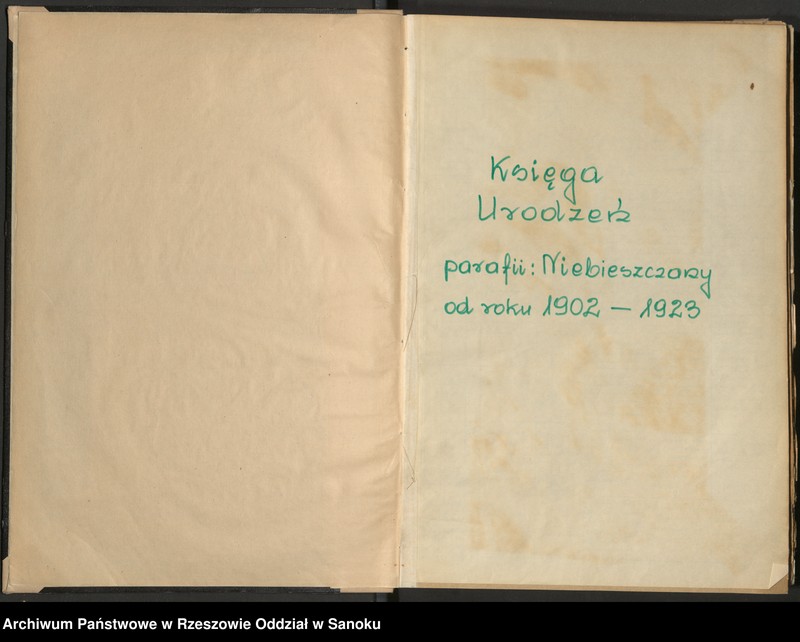 Księga
Urodzeń
parafii: Niebieszczany
od roku 1902 — 1923
Archiwum Państwowe w Rzeszowie Oddział w Sanoku